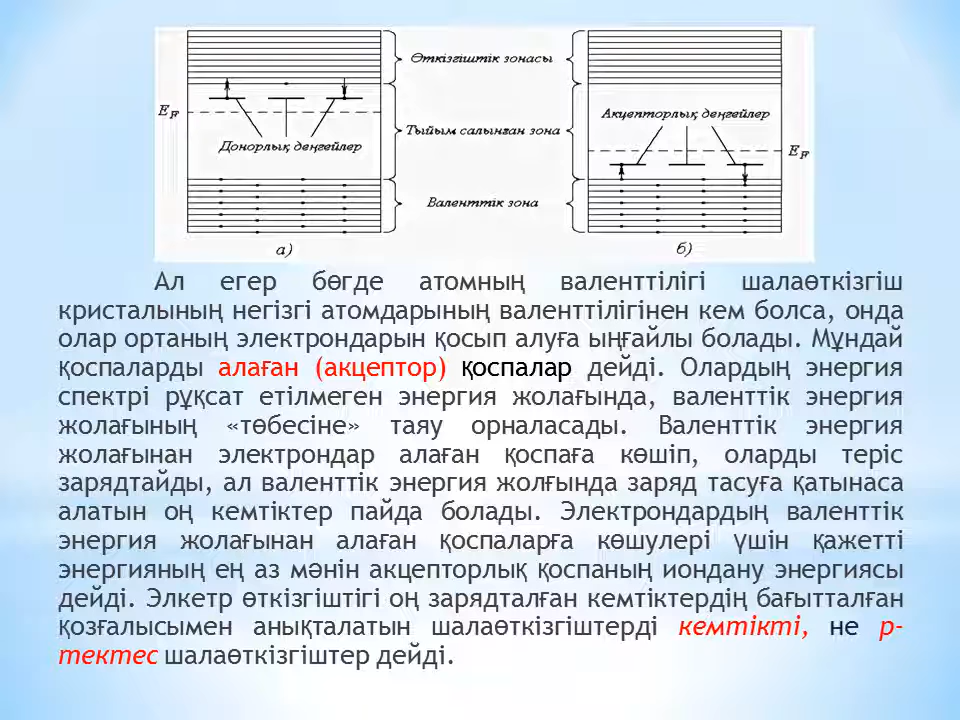 Өткізгіштік зонасы
E_F
Донорлық деңгейлер
Тыйым салынған зона
Акцепторлық деңгейлер
E_F
Валенттік зона
а)
б)
Ал егер бөгде атомның валенттілігі шалаөткізгіш
кристалының негізгі атомдарының валенттілігінен кем болса, онда
олар ортаның электрондарын қосып алуға ыңғайлы болады. Мұндай
қоспаларды алаған (акцептор) қоспалар дейді. Олардың энергия
спектрі рұқсат етілмеген энергия жолағында, валенттік энергия
жолағының «төбесіне» таяу орналасады. Валенттік энергия
жолағынан электрондар алаған қоспаға көшіп, оларды теріс
зарядтайды, ал валенттік энергия жолғында заряд тасуға қатынаса
алатын оң кемтіктер пайда болады. Электрондардың валенттік
энергия жолағынан алаған қоспаларға көшулері үшін қажетті
энергияның ең аз мәнін акцепторлық қоспаның иондану энергиясы
дейді. Элкетр өткізгіштігі оң зарядталған кемтіктердің бағытталған
қозғалысымен анықталатын шалаөткізгіштерді кемтікті, не р-
тектес шалаөткізгіштер дейді.